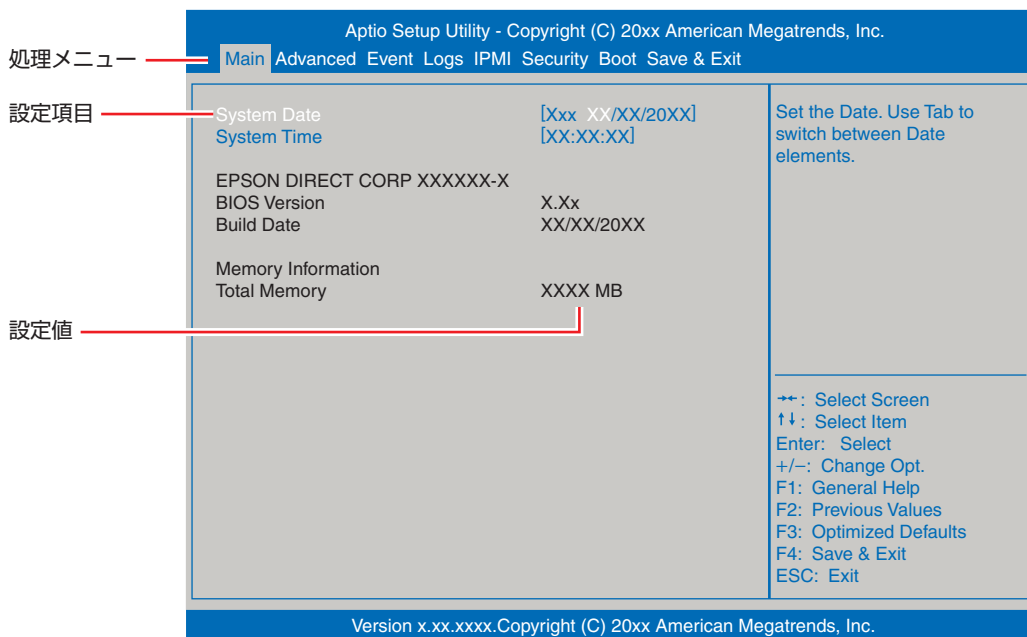 Aptio Setup Utility - Copyright (C) 20xx American Megatrends, Inc.
処理メニュー
Main Advanced Event Logs IPMI Security Boot Save & Exit
設定項目
System Date [Xxx XX/XX/20XX]
System Time [XX:XX:XX]
EPSON DIRECT CORP XXXXXX-X
BIOS Version X.Xx
Build Date XX/XX/20XX
Memory Information
Total Memory XXXX MB
設定値
Set the Date. Use Tab to
switch between Date
elements.
→←: Select Screen
↑↓: Select Item
Enter: Select
+/−: Change Opt.
F1: General Help
F2: Previous Values
F3: Optimized Defaults
F4: Save & Exit
ESC: Exit
Version x.xx.xxxx.Copyright (C) 20xx American Megatrends, Inc.